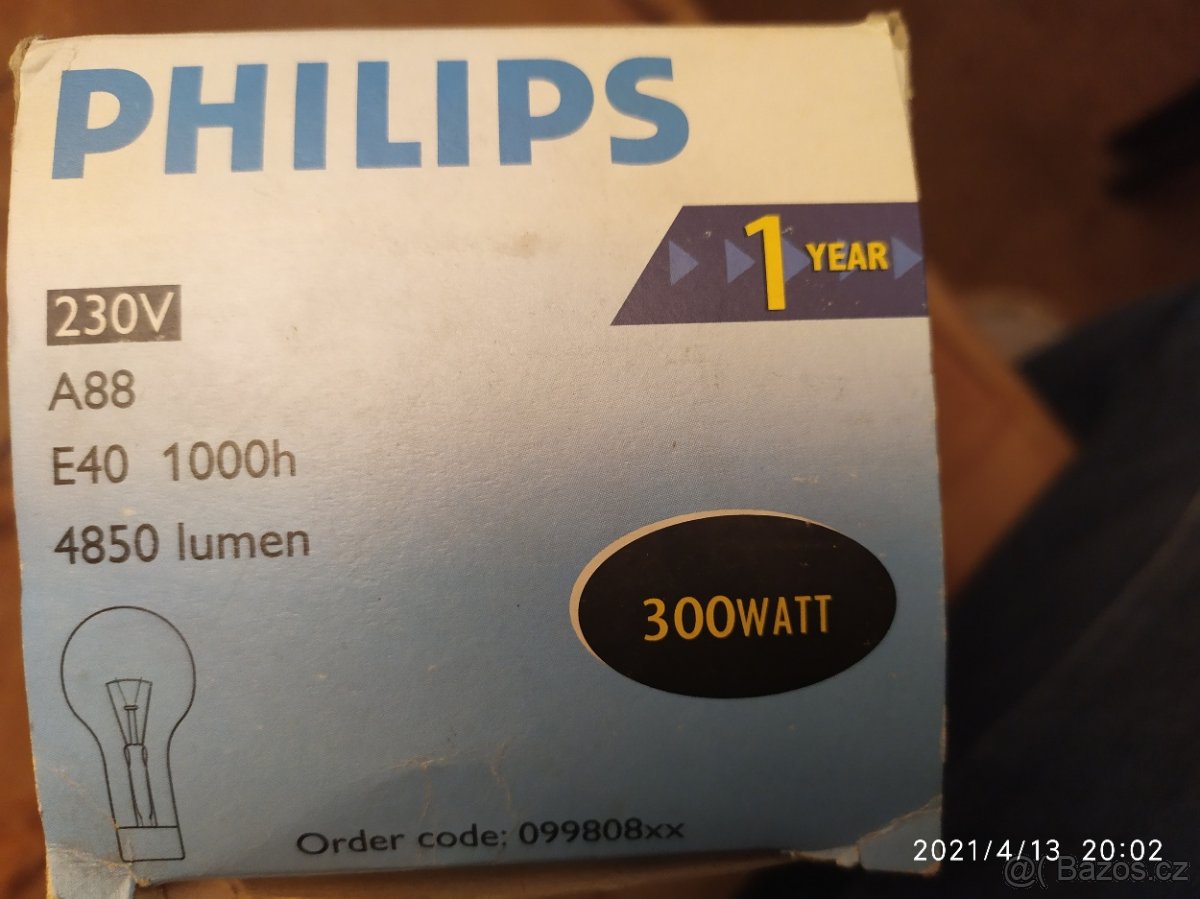 PHILIPS
1 YEAR
230V
A88
E40 1000h
4850 lumen
300WATT
Order code: 099808xx
2021/4/13 20:02
@( Bazos.cz